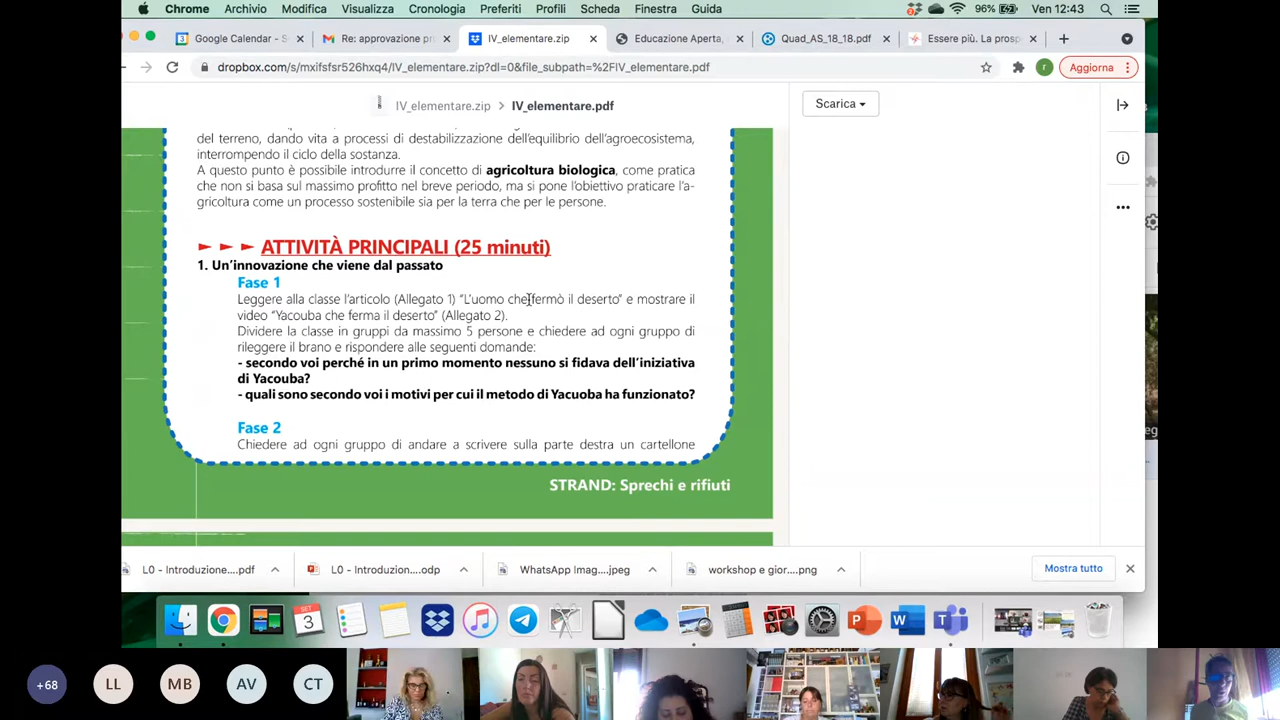 Chrome Archivio Modifica Visualizza Cronologia Preferiti Profili Scheda Finestra Guida 96% Ven 12:43
Google Calendar - S Re: approvazione pr IV_elementare.zip Educazione Aperta, Quad_AS_18_18.pdf Essere più. La prosp
dropbox.com/s/mxifsfsr526hxq4/IV_elementare.zip?dl=0&file_subpath=%2FIV_elementare.pdf r Aggiorna
IV_elementare.zip > IV_elementare.pdf Scarica
del terreno, dando vita a processi di destabilizzazione dell'equilibrio dell'agroecosistema,
interrompendo il ciclo della sostanza.
A questo punto è possibile introdurre il concetto di agricoltura biologica, come pratica
che non si basa sul massimo profitto nel breve periodo, ma si pone l'obiettivo praticare l'a-
gricoltura come un processo sostenibile sia per la terra che per le persone.
ATTIVITÀ PRINCIPALI (25 minuti)
1. Un'innovazione che viene dal passato
Fase 1
Leggere alla classe l'articolo (Allegato 1) "L'uomo che fermò il deserto" e mostrare il
video "Yacouba che ferma il deserto" (Allegato 2).
Dividere la classe in gruppi da massimo 5 persone e chiedere ad ogni gruppo di
rileggere il brano e rispondere alle seguenti domande:
- secondo voi perché in un primo momento nessuno si fidava dell'iniziativa
di Yacouba?
- quali sono secondo voi i motivi per cui il metodo di Yacuoba ha funzionato?
Fase 2
Chiedere ad ogni gruppo di andare a scrivere sulla parte destra un cartellone
STRAND: Sprechi e rifiuti
L0 - Introduzione....pdf L0 - Introduzion....odp WhatsApp Imag....jpeg workshop e gior....png Mostra tutto
SET
3
+68 LL MB AV CT